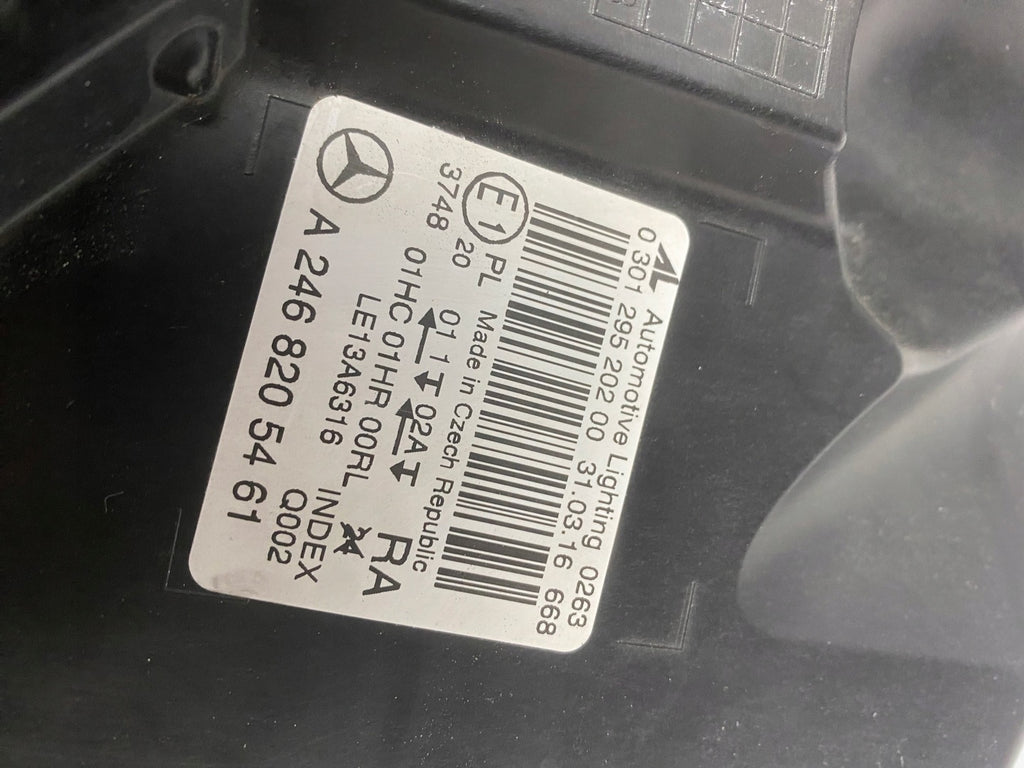 AL Automotive Lighting 0263
0 301 295 202 00 31.03.16 668
E1 PL Made in Czech Republic
20 01 1 02A RA
3748 01HC 01HR 00RL
LE13A6316 INDEX
Q002
A 246 820 54 61